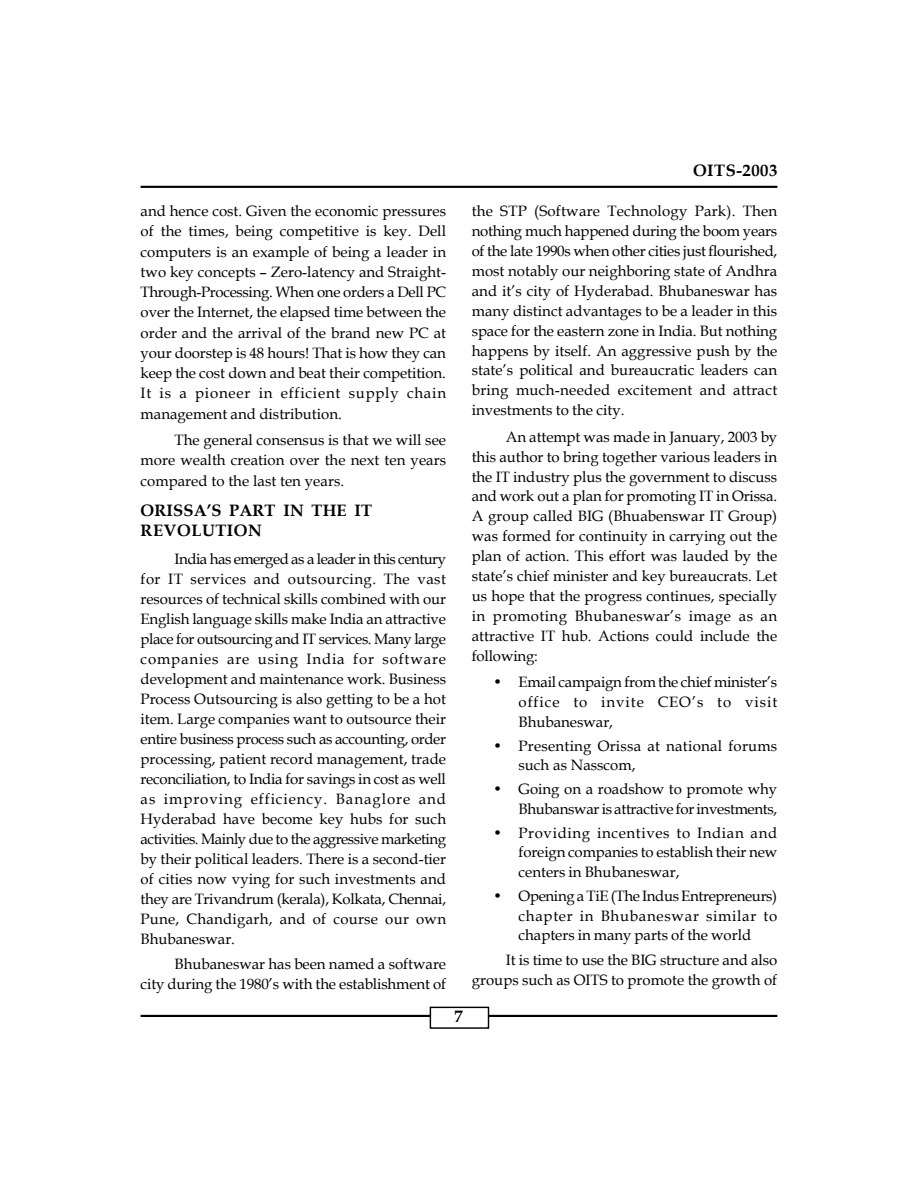 OITS-2003
and hence cost. Given the economic pressures
of the times, being competitive is key. Dell
computers is an example of being a leader in
two key concepts – Zero-latency and Straight-
Through-Processing. When one orders a Dell PC
over the Internet, the elapsed time between the
order and the arrival of the brand new PC at
your doorstep is 48 hours! That is how they can
keep the cost down and beat their competition.
It is a pioneer in efficient supply chain
management and distribution.
The general consensus is that we will see
more wealth creation over the next ten years
compared to the last ten years.
ORISSA’S PART IN THE IT
REVOLUTION
India has emerged as a leader in this century
for IT services and outsourcing. The vast
resources of technical skills combined with our
English language skills make India an attractive
place for outsourcing and IT services. Many large
companies are using India for software
development and maintenance work. Business
Process Outsourcing is also getting to be a hot
item. Large companies want to outsource their
entire business process such as accounting, order
processing, patient record management, trade
reconciliation, to India for savings in cost as well
as improving efficiency. Banaglore and
Hyderabad have become key hubs for such
activities. Mainly due to the aggressive marketing
by their political leaders. There is a second-tier
of cities now vying for such investments and
they are Trivandrum (kerala), Kolkata, Chennai,
Pune, Chandigarh, and of course our own
Bhubaneswar.
Bhubaneswar has been named a software
city during the 1980’s with the establishment of
the STP (Software Technology Park). Then
nothing much happened during the boom years
of the late 1990s when other cities just flourished,
most notably our neighboring state of Andhra
and it’s city of Hyderabad. Bhubaneswar has
many distinct advantages to be a leader in this
space for the eastern zone in India. But nothing
happens by itself. An aggressive push by the
state’s political and bureaucratic leaders can
bring much-needed excitement and attract
investments to the city.
An attempt was made in January, 2003 by
this author to bring together various leaders in
the IT industry plus the government to discuss
and work out a plan for promoting IT in Orissa.
A group called BIG (Bhuabenswar IT Group)
was formed for continuity in carrying out the
plan of action. This effort was lauded by the
state’s chief minister and key bureaucrats. Let
us hope that the progress continues, specially
in promoting Bhubaneswar’s image as an
attractive IT hub. Actions could include the
following:
• Email campaign from the chief minister’s
office to invite CEO’s to visit
Bhubaneswar,
• Presenting Orissa at national forums
such as Nasscom,
• Going on a roadshow to promote why
Bhubanswar is attractive for investments,
• Providing incentives to Indian and
foreign companies to establish their new
centers in Bhubaneswar,
• Opening a TiE (The Indus Entrepreneurs)
chapter in Bhubaneswar similar to
chapters in many parts of the world
It is time to use the BIG structure and also
groups such as OITS to promote the growth of
7